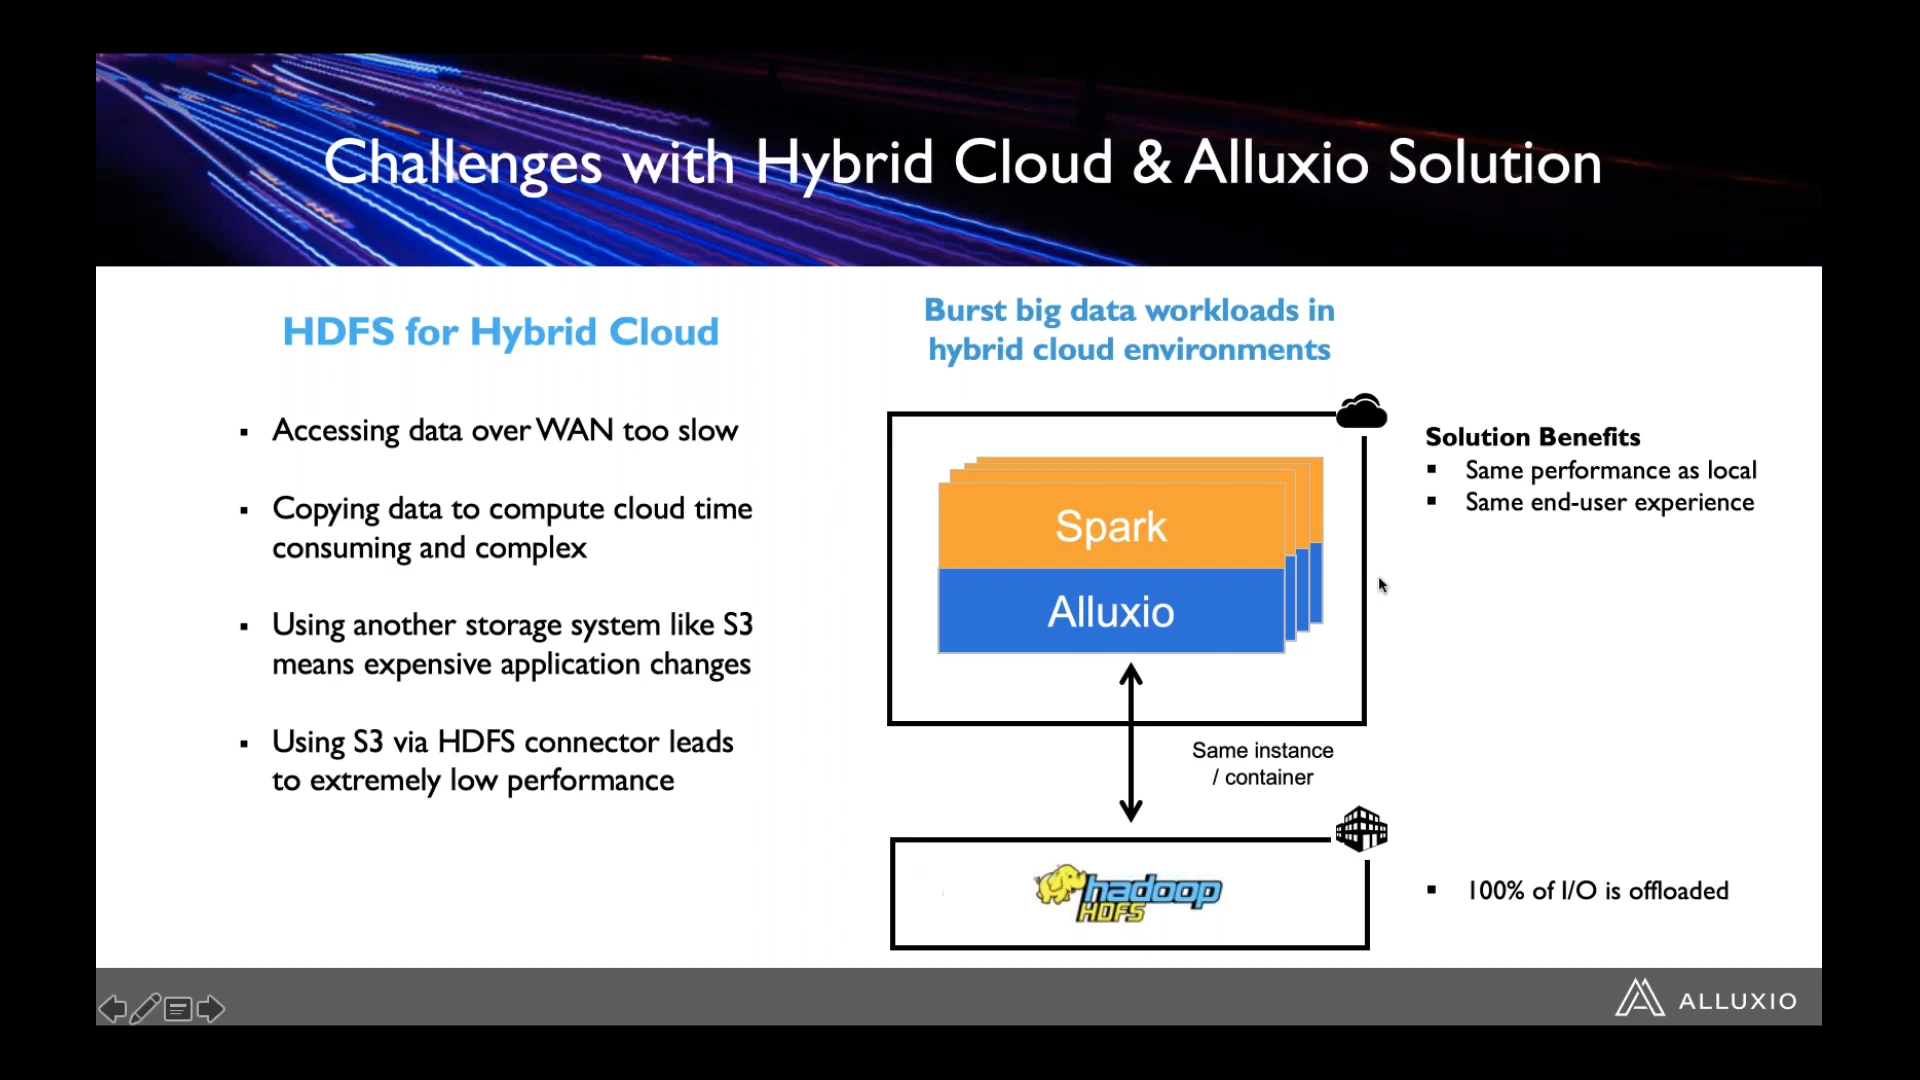 Challenges with Hybrid Cloud & Alluxio Solution
HDFS for Hybrid Cloud
▪ Accessing data over WAN too slow
▪ Copying data to compute cloud time
consuming and complex
▪ Using another storage system like S3
means expensive application changes
▪ Using S3 via HDFS connector leads
to extremely low performance
Burst big data workloads in
hybrid cloud environments
Spark
Alluxio
Same instance
/ container
hadoop
HDFS
Solution Benefits
▪ Same performance as local
▪ Same end-user experience
▪ 100% of I/O is offloaded
ALLUXIO